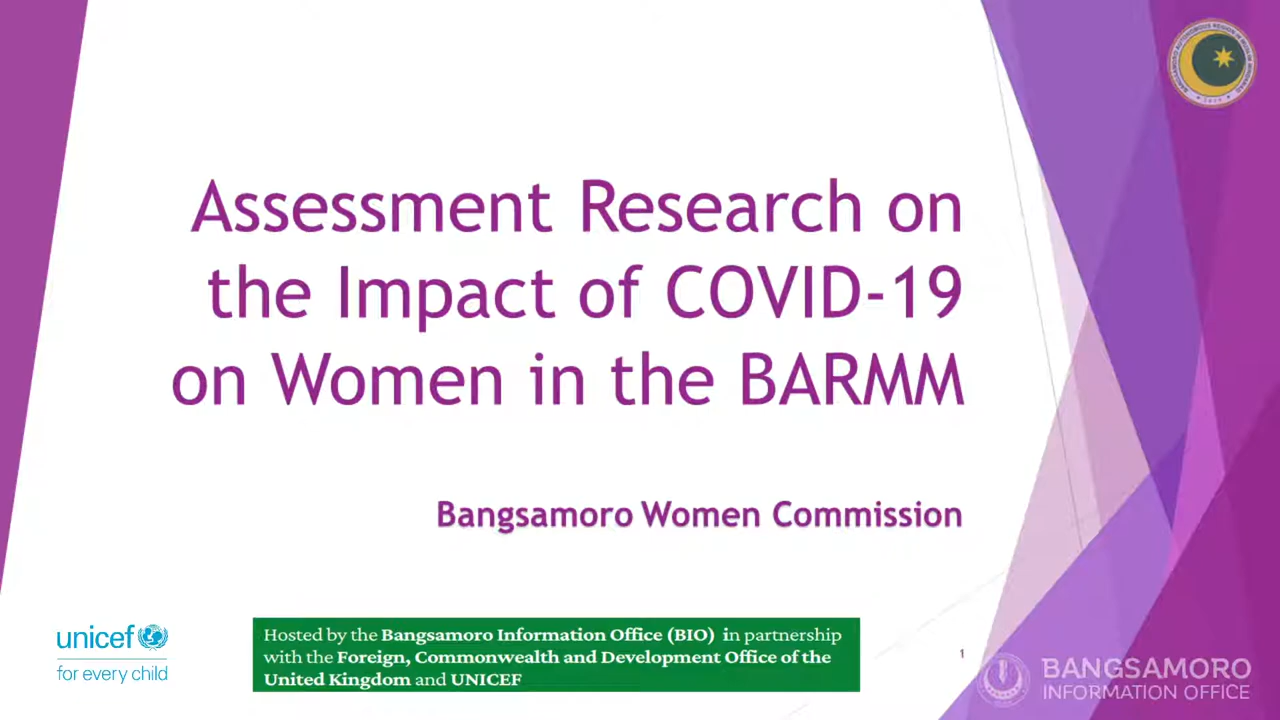 Assessment Research on
the Impact of COVID-19
on Women in the BARMM
Bangsamoro Women Commission
unicef
for every child
Hosted by the Bangsamoro Information Office (BIO) in partnership
with the Foreign, Commonwealth and Development Office of the
United Kingdom and UNICEF
1
BANGSAMORO
INFORMATION OFFICE